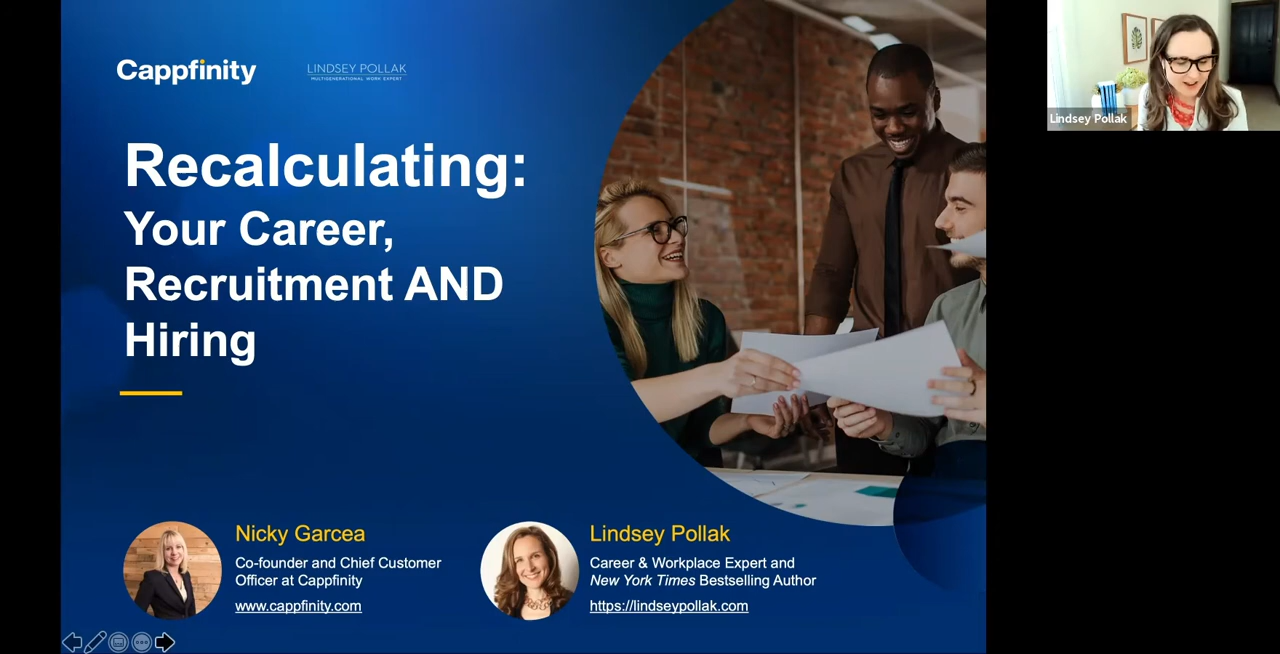 Cappfinity
LINDSEY POLLAK
MULTIGENERATIONAL WORK EXPERT
Recalculating:
Your Career,
Recruitment AND
Hiring
Nicky Garcea
Co-founder and Chief Customer
Officer at Cappfinity
www.cappfinity.com
Lindsey Pollak
Career & Workplace Expert and
New York Times Bestselling Author
https://lindseypollak.com
Lindsey Pollak